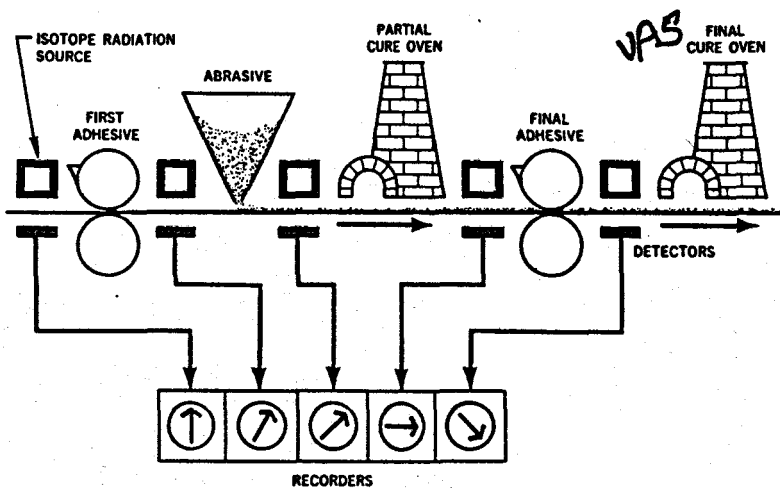 ISOTOPE RADIATION
SOURCE
FIRST
ADHESIVE
ABRASIVE
PARTIAL
CURE OVEN
FINAL
ADHESIVE
VAS
FINAL
CURE OVEN
DETECTORS
RECORDERS